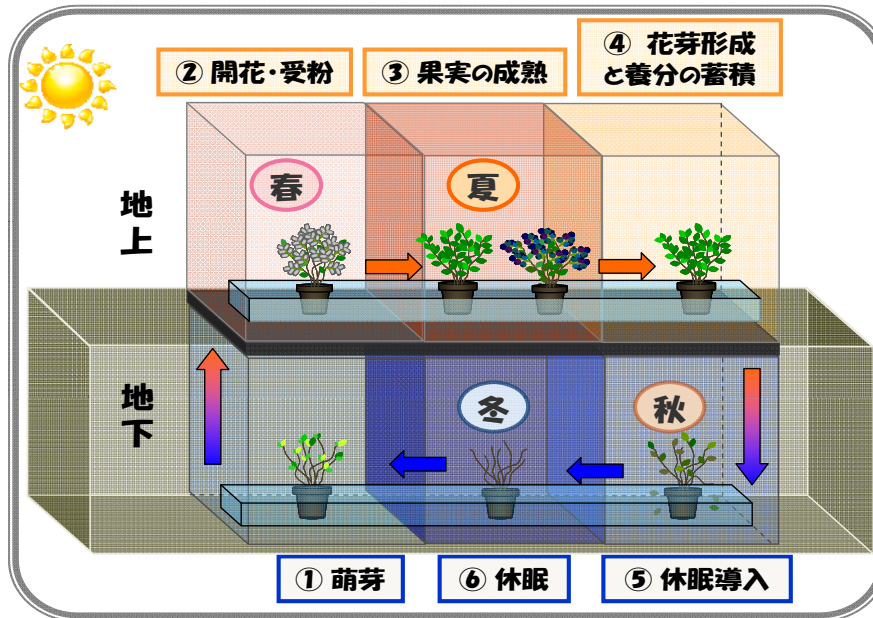 ② 開花・受粉
③ 果実の成熟
④ 花芽形成
と養分の蓄積
春
夏
地上
地下
冬
秋
① 萌芽
⑥ 休眠
⑤ 休眠導入